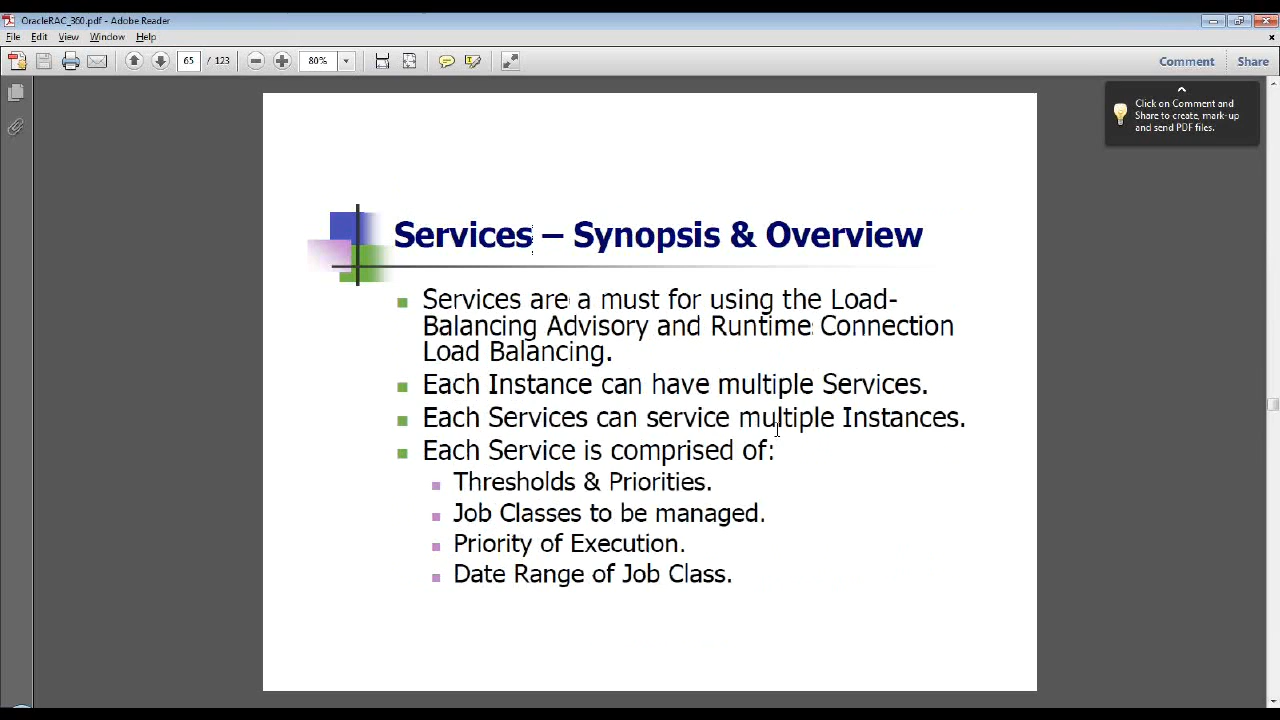 OracleRAC_360.pdf - Adobe Reader
File Edit View Window Help
65 / 123 80% Comment Share
Click on Comment and
Share to create, mark-up
and send PDF files.
Services – Synopsis & Overview
Services are a must for using the Load-
Balancing Advisory and Runtime Connection
Load Balancing.
Each Instance can have multiple Services.
Each Services can service multiple Instances.
Each Service is comprised of:
Thresholds & Priorities.
Job Classes to be managed.
Priority of Execution.
Date Range of Job Class.